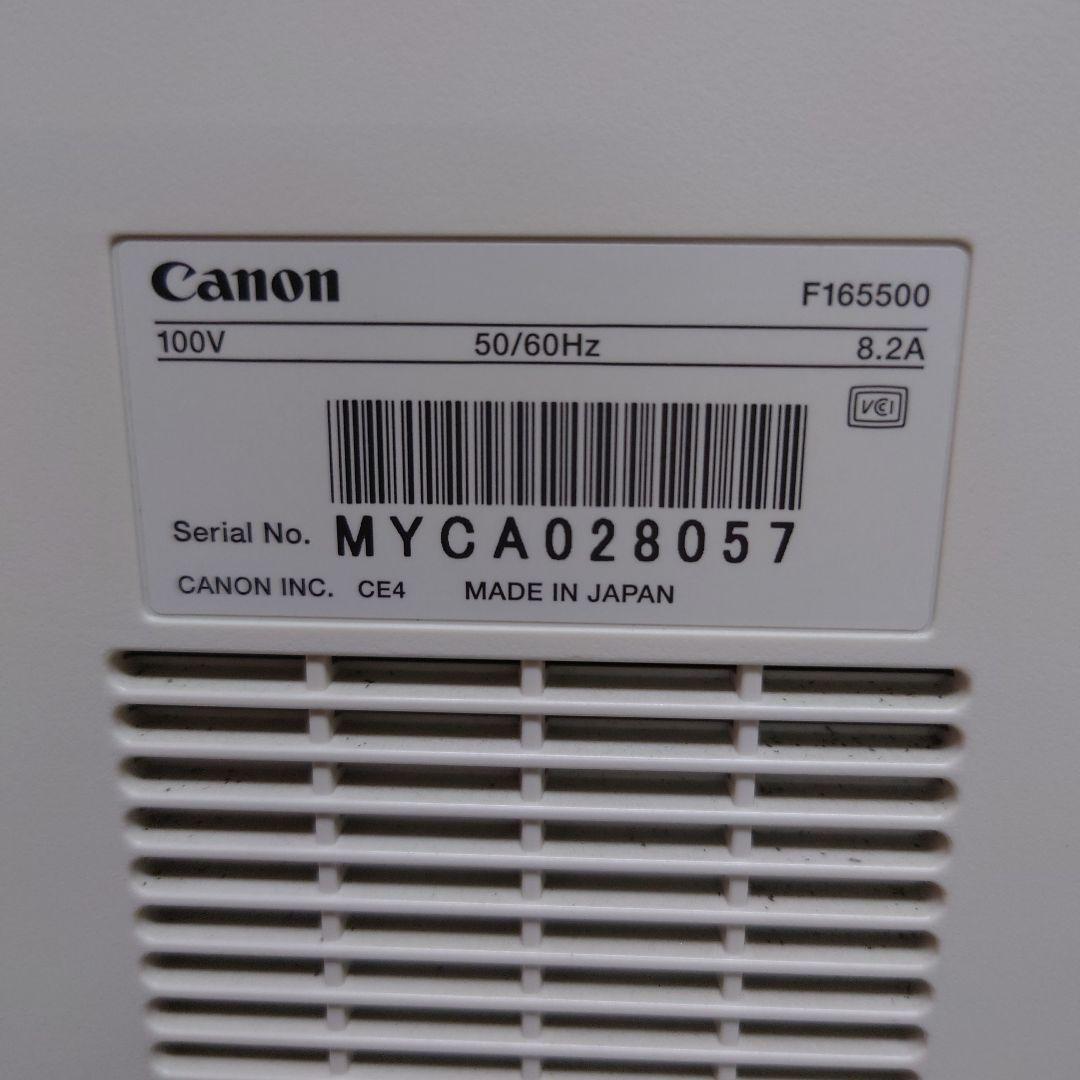 Canon F165500
100V 50/60Hz 8.2A
VCI
Serial No. MYCA028057
CANON INC. CE4 MADE IN JAPAN